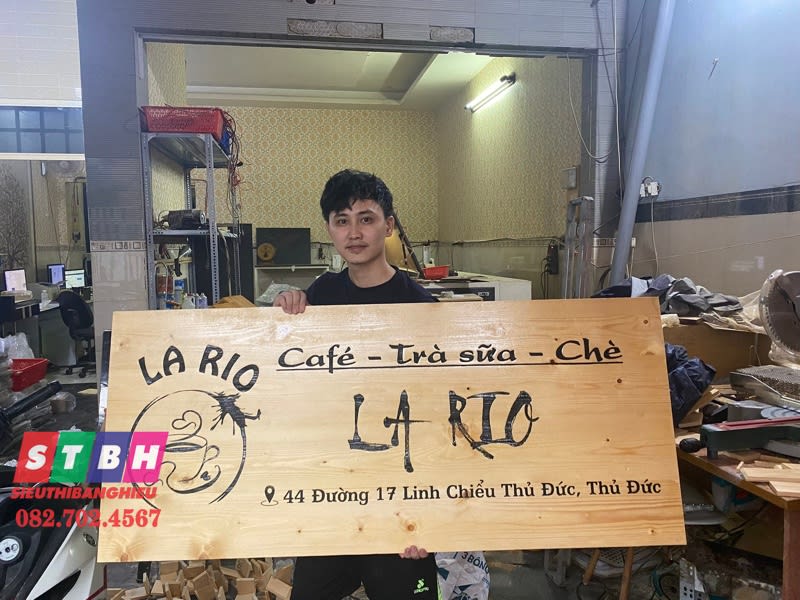 LA RIO
Café - Trà sữa - Chè
LA RIO
44 Đường 17 Linh Chiểu Thủ Đức, Thủ Đức
STBH
SIEUTHIBANGHIEU
082.702.4567